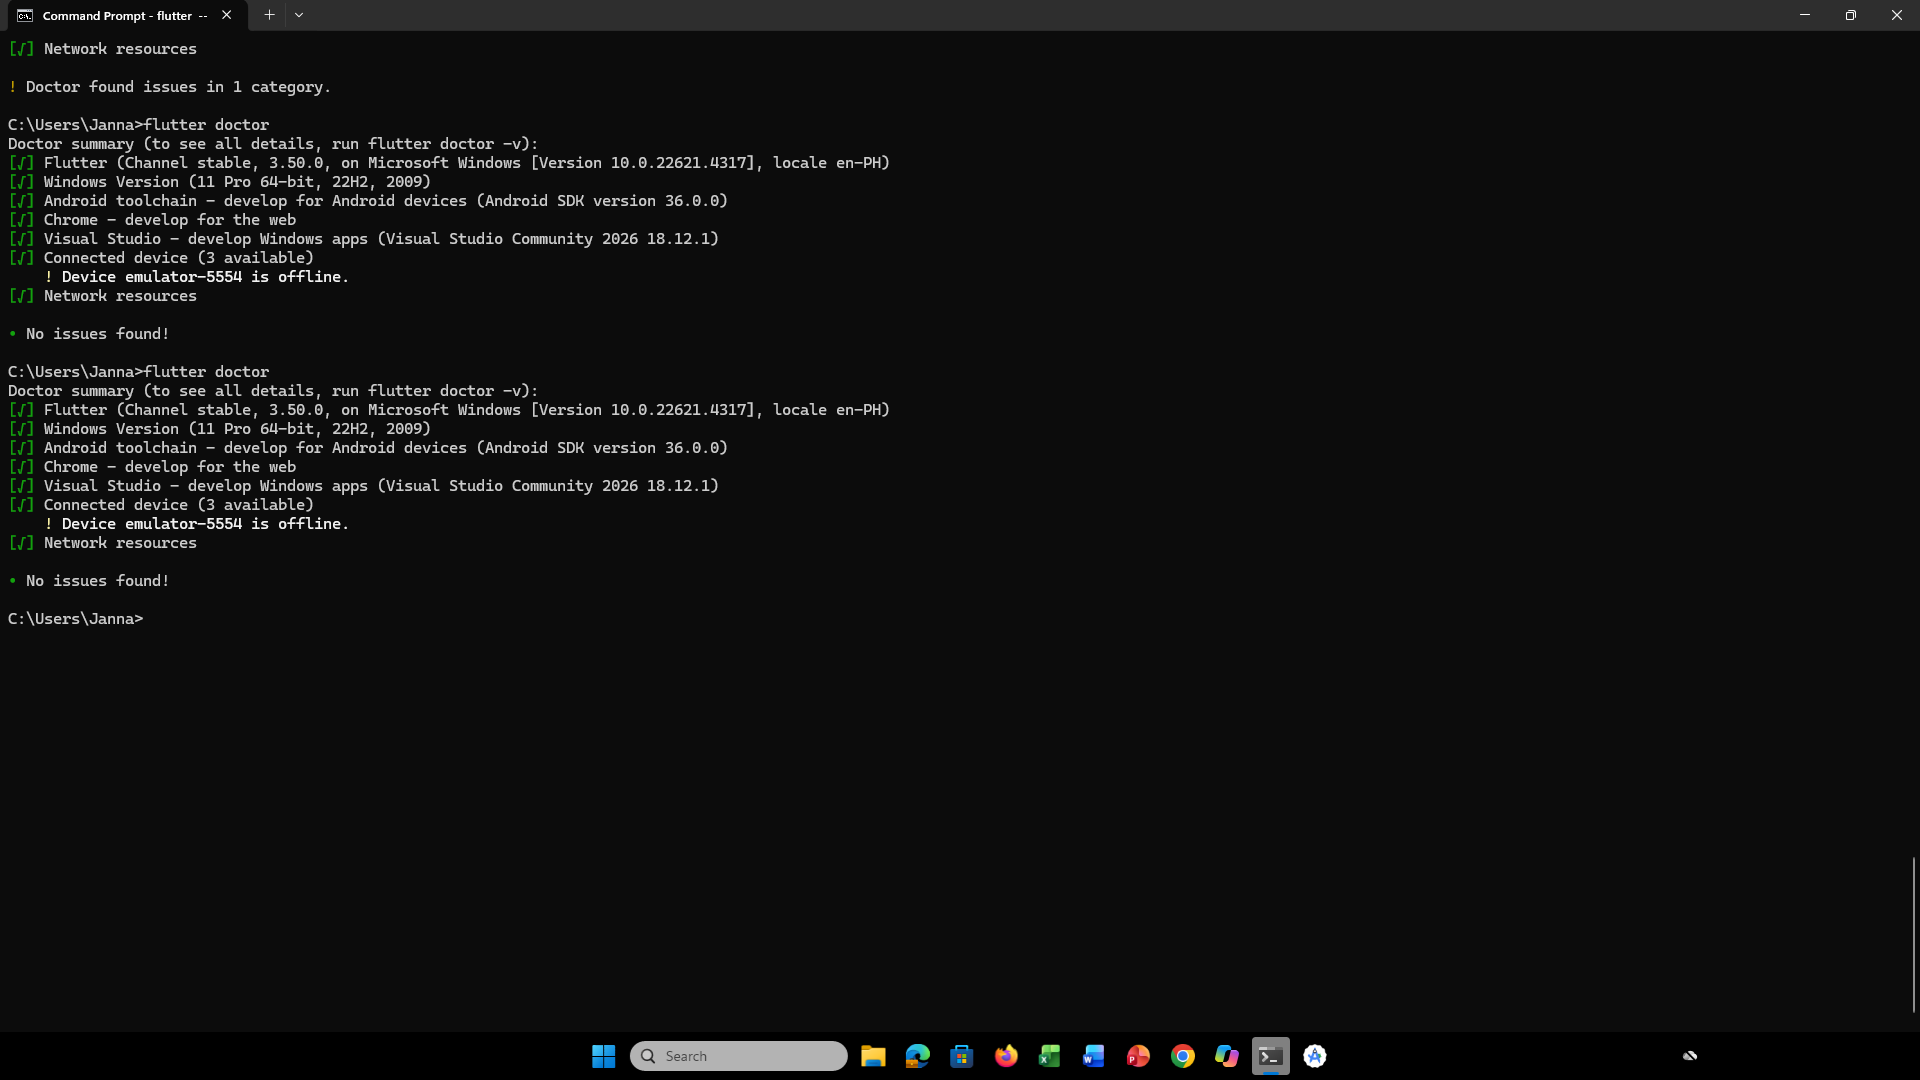 Command Prompt - flutter --
[√] Network resources
! Doctor found issues in 1 category.
C:\Users\Janna>flutter doctor
Doctor summary (to see all details, run flutter doctor -v):
[√] Flutter (Channel stable, 3.50.0, on Microsoft Windows [Version 10.0.22621.4317], locale en-PH)
[√] Windows Version (11 Pro 64-bit, 22H2, 2009)
[√] Android toolchain - develop for Android devices (Android SDK version 36.0.0)
[√] Chrome - develop for the web
[√] Visual Studio - develop Windows apps (Visual Studio Community 2026 18.12.1)
[√] Connected device (3 available)
! Device emulator-5554 is offline.
[√] Network resources
• No issues found!
C:\Users\Janna>flutter doctor
Doctor summary (to see all details, run flutter doctor -v):
[√] Flutter (Channel stable, 3.50.0, on Microsoft Windows [Version 10.0.22621.4317], locale en-PH)
[√] Windows Version (11 Pro 64-bit, 22H2, 2009)
[√] Android toolchain - develop for Android devices (Android SDK version 36.0.0)
[√] Chrome - develop for the web
[√] Visual Studio - develop Windows apps (Visual Studio Community 2026 18.12.1)
[√] Connected device (3 available)
! Device emulator-5554 is offline.
[√] Network resources
• No issues found!
C:\Users\Janna>
Search